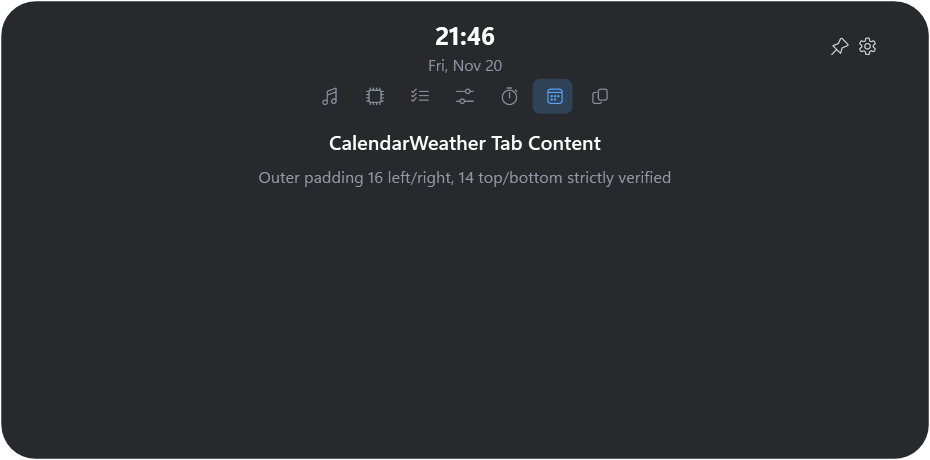 21:46
Fri, Nov 20
CalendarWeather Tab Content
Outer padding 16 left/right, 14 top/bottom strictly verified